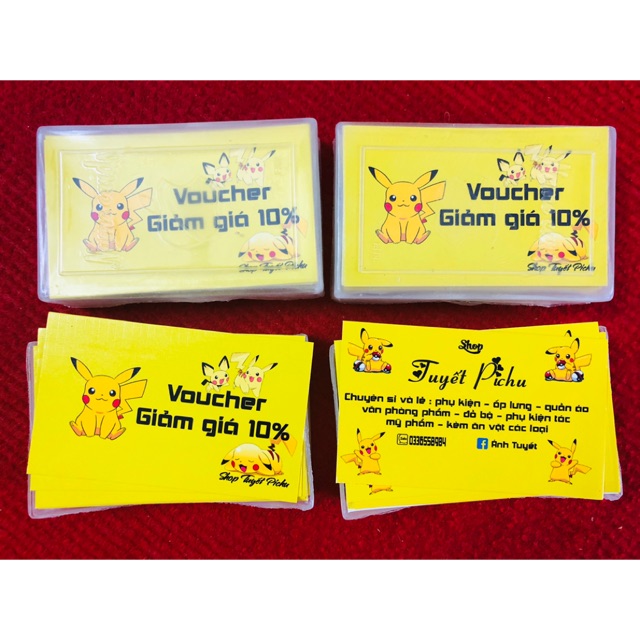 Voucher
Giảm giá 10%
Shop Tuyết Pichu
Voucher
Giảm giá 10%
Shop Tuyết Pichu
Voucher
Giảm giá 10%
Shop Tuyết Pichu
Shop
Tuyết Pichu
Chuyên sỉ và lẻ : phụ kiện - ốp lưng - quần áo
văn phòng phẩm - đồ bộ - phụ kiện tóc
mỹ phẩm - kèm ăn vặt các loại
0336558984 Ánh Tuyết